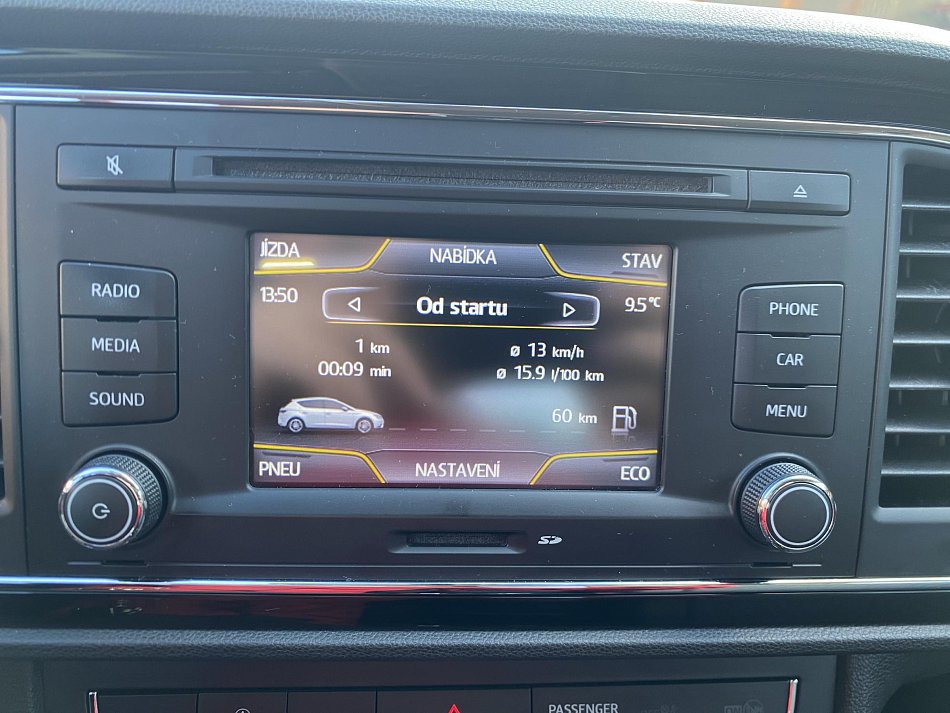 JÍZDA NABÍDKA STAV
13:50 Od startu 9.5°C
1 km ø 13 km/h
00:09 min ø 15.9 l/100 km
60 km
PNEU NASTAVENÍ ECO
RADIO
MEDIA
SOUND
PHONE
CAR
MENU
SD
PASSENGER